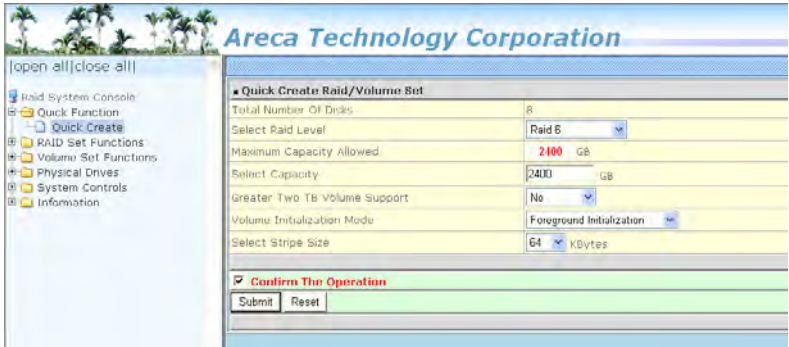 Areca Technology Corporation
|open all|close all|
Raid System Console
Quick Function
Quick Create
RAID Set Functions
Volume Set Functions
Physical Drives
System Controls
Information
Quick Create Raid/Volume Set
Total Number Of Disks 8
Select Raid Level Raid 6
Maximum Capacity Allowed 2400 GB
Select Capacity 2400 GB
Greater Two TB Volume Support No
Volume Initialization Mode Foreground Initialization
Select Stripe Size 64 KBytes
Confirm The Operation
Submit Reset